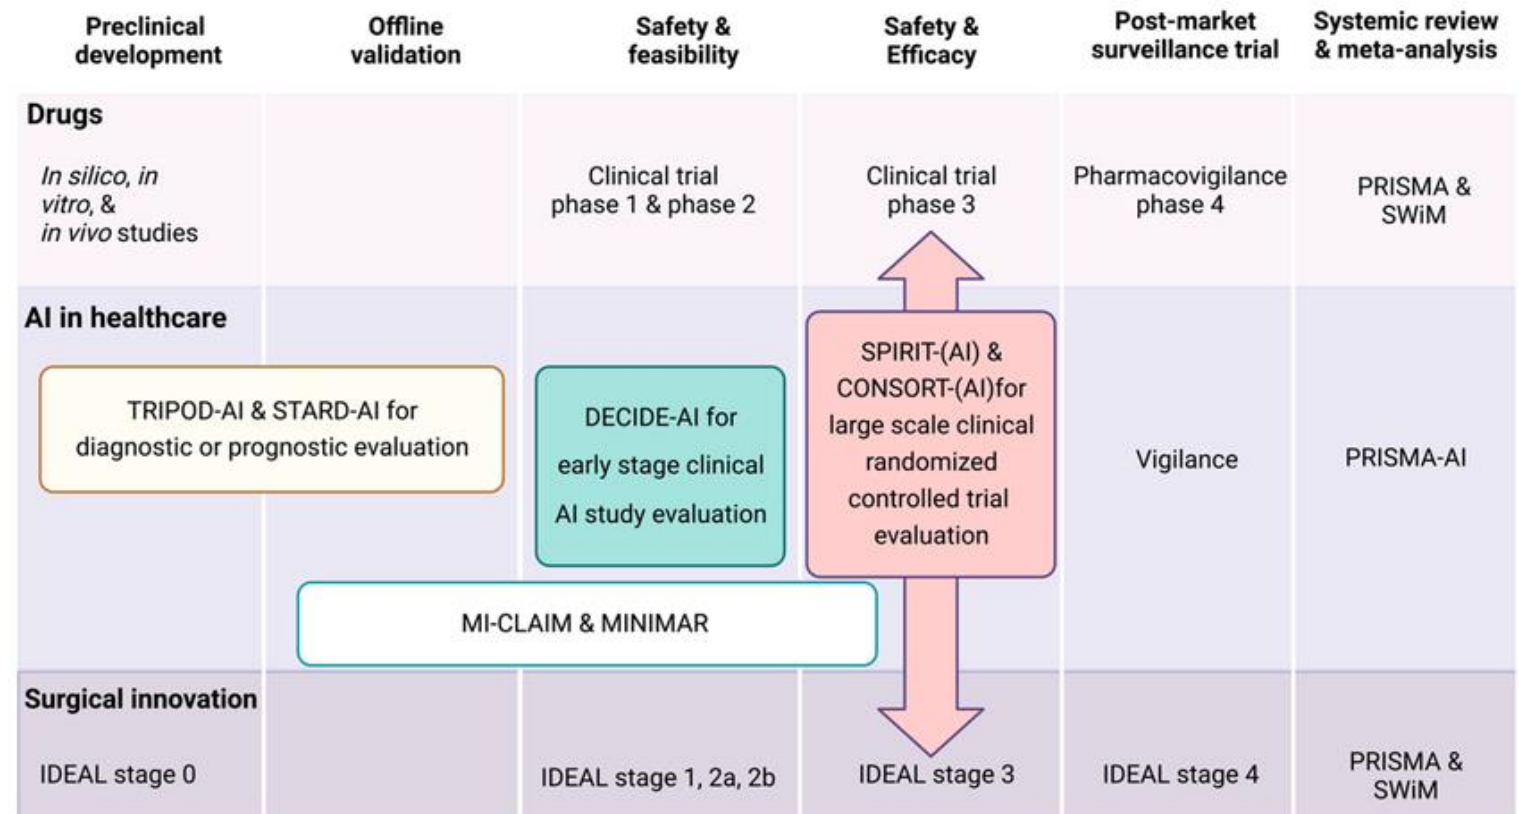 Preclinical
development
Offline
validation
Safety &
feasibility
Safety &
Efficacy
Post-market
surveillance trial
Systemic review
& meta-analysis
Drugs
In silico, in
vitro, &
in vivo studies
Clinical trial
phase 1 & phase 2
Clinical trial
phase 3
Pharmacovigilance
phase 4
PRISMA &
SWiM
AI in healthcare
TRIPOD-AI & STARD-AI for
diagnostic or prognostic evaluation
DECIDE-AI for
early stage clinical
AI study evaluation
SPIRIT-(AI) &
CONSORT-(AI)for
large scale clinical
randomized
controlled trial
evaluation
Vigilance
PRISMA-AI
MI-CLAIM & MINIMAR
Surgical innovation
IDEAL stage 0
IDEAL stage 1, 2a, 2b
IDEAL stage 3
IDEAL stage 4
PRISMA &
SWiM